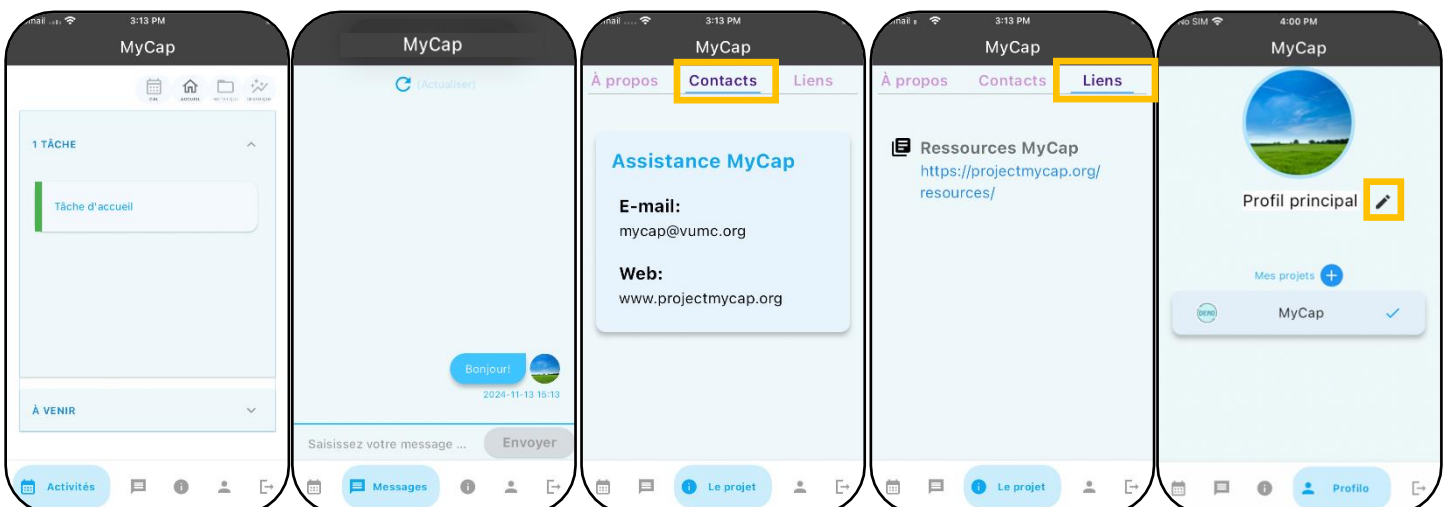 3:13 PM
MyCap
ACCUEIL
1 TÂCHE
Tâche d'accueil
À VENIR
Activités
MyCap
(Actualiser)
Bonjour!
2024-11-13 15:13
Saisissez votre message ...
Envoyer
Messages
3:13 PM
MyCap
À propos Contacts Liens
Assistance MyCap
E-mail:
mycap@vumc.org
Web:
www.projectmycap.org
Le projet
3:13 PM
MyCap
À propos Contacts Liens
Ressources MyCap
https://projectmycap.org/
resources/
Le projet
No SIM 4:00 PM
MyCap
Profil principal
Mes projets
DEMO
MyCap
Profilo